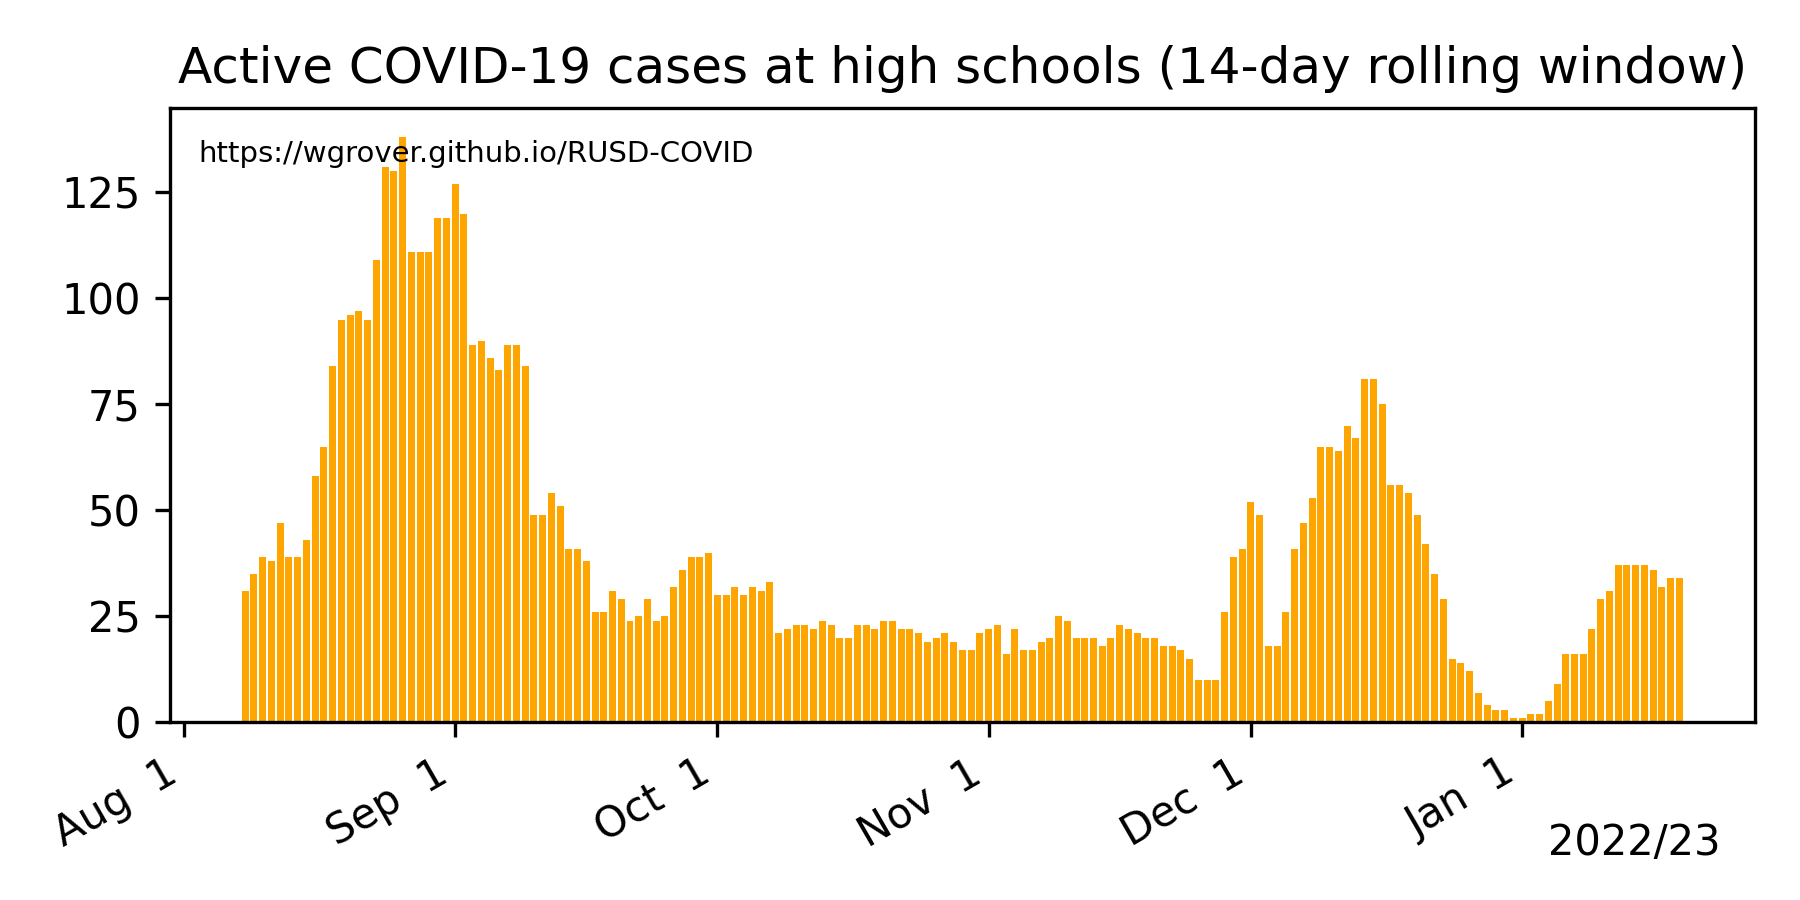 Active COVID-19 cases at high schools (14-day rolling window)
https://wgrover.github.io/RUSD-COVID
125
100
75
50
25
0
Aug 1
Sep 1
Oct 1
Nov 1
Dec 1
Jan 1
2022/23